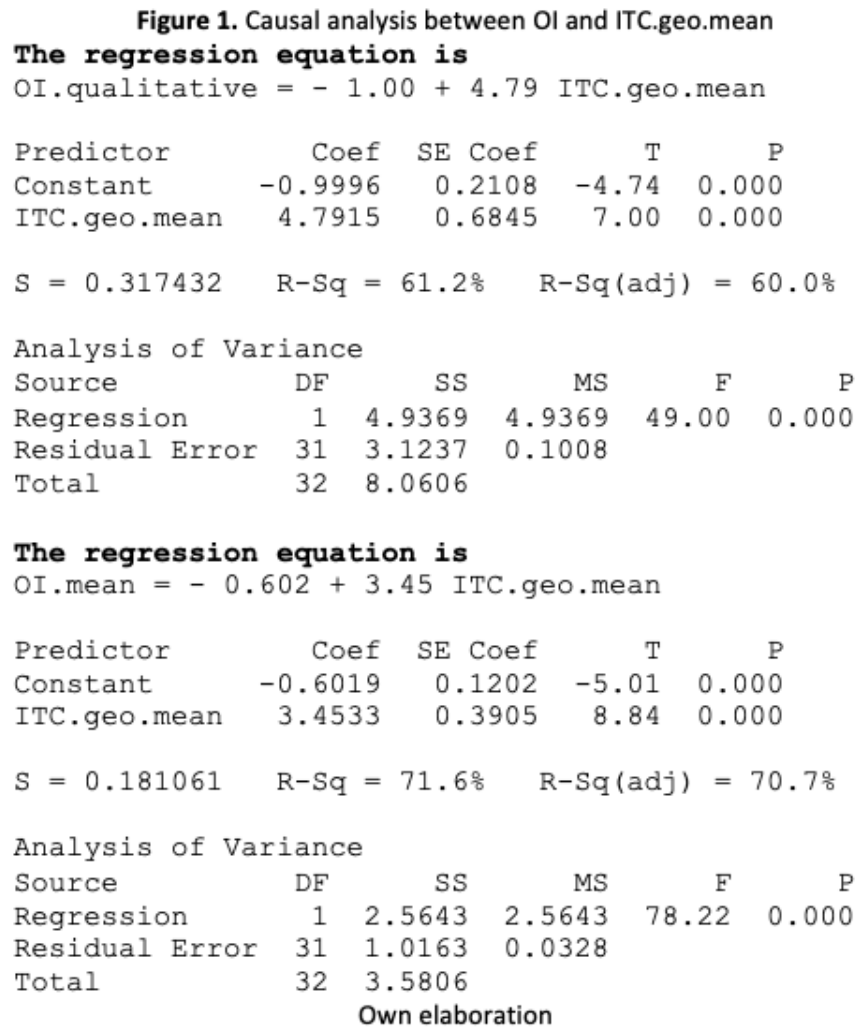 Figure 1. Causal analysis between OI and ITC.geo.mean
The regression equation is
OI.qualitative = - 1.00 + 4.79 ITC.geo.mean
Predictor Coef SE Coef T P
Constant -0.9996 0.2108 -4.74 0.000
ITC.geo.mean 4.7915 0.6845 7.00 0.000
S = 0.317432 R-Sq = 61.2% R-Sq(adj) = 60.0%
Analysis of Variance
Source DF SS MS F P
Regression 1 4.9369 4.9369 49.00 0.000
Residual Error 31 3.1237 0.1008
Total 32 8.0606
The regression equation is
OI.mean = - 0.602 + 3.45 ITC.geo.mean
Predictor Coef SE Coef T P
Constant -0.6019 0.1202 -5.01 0.000
ITC.geo.mean 3.4533 0.3905 8.84 0.000
S = 0.181061 R-Sq = 71.6% R-Sq(adj) = 70.7%
Analysis of Variance
Source DF SS MS F P
Regression 1 2.5643 2.5643 78.22 0.000
Residual Error 31 1.0163 0.0328
Total 32 3.5806
Own elaboration